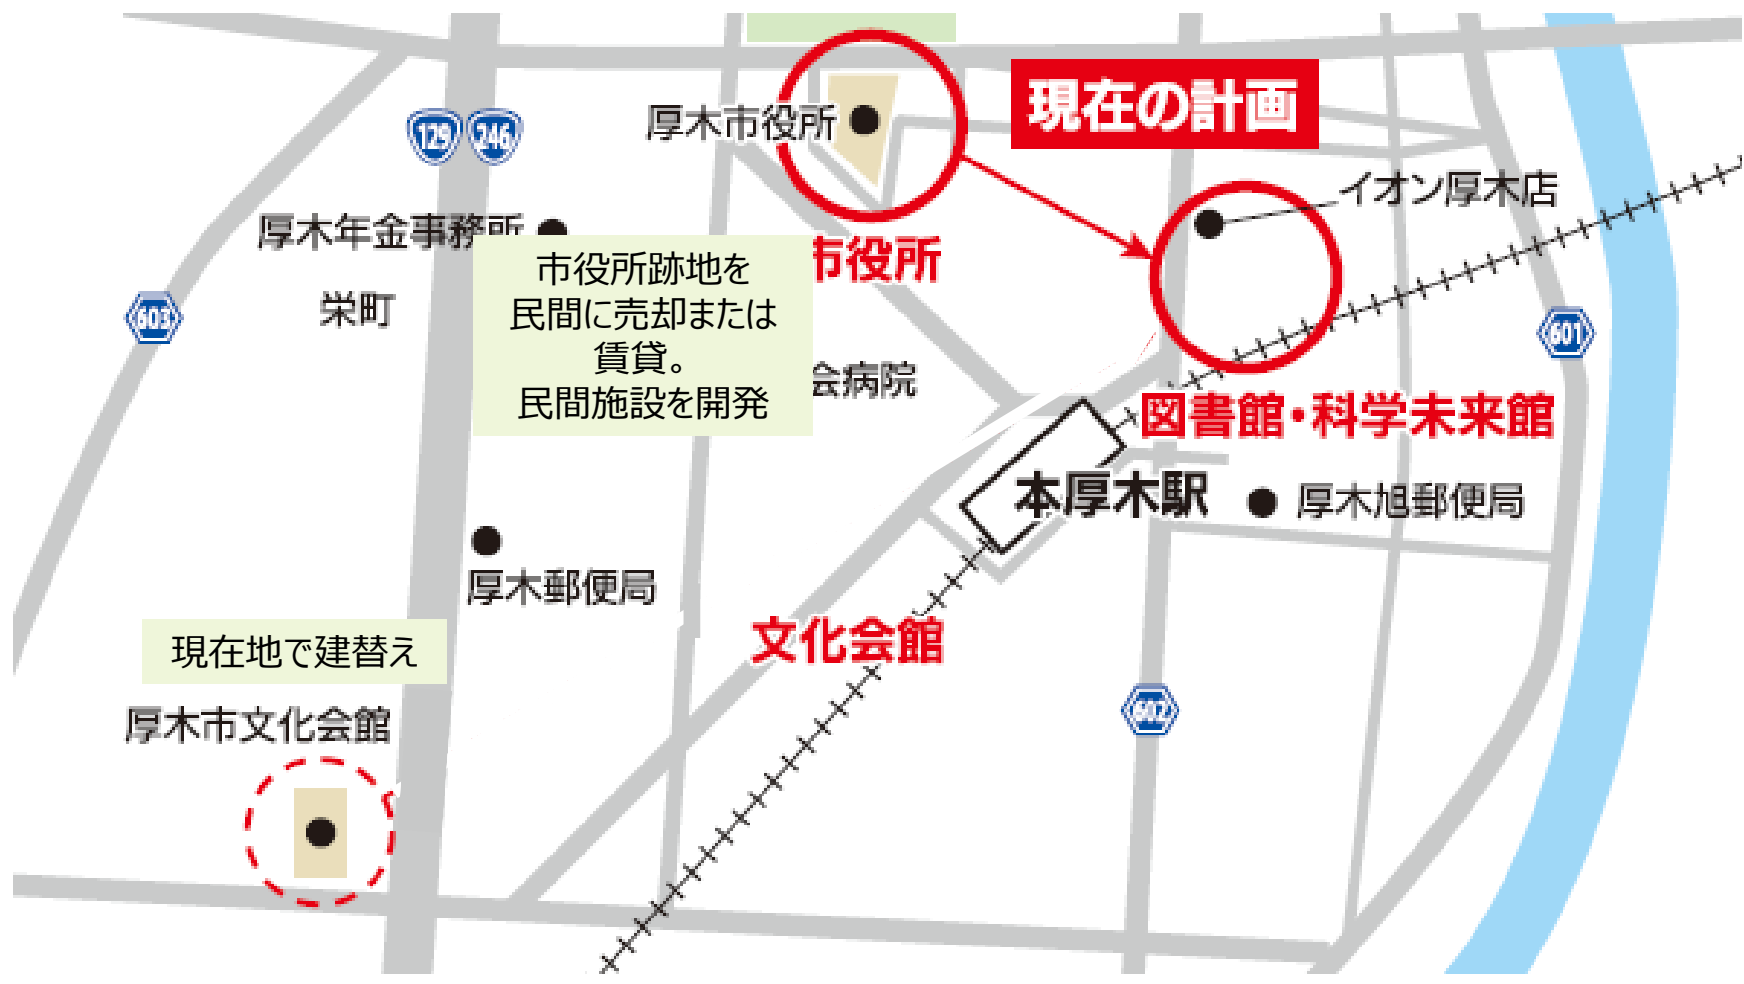 現在の計画
厚木市役所
129
246
イオン厚木店
厚木年金事務所
市役所
市役所跡地を
民間に売却または
賃貸。
民間施設を開発
栄町
603
601
会病院
図書館・科学未来館
本厚木駅
厚木旭郵便局
厚木郵便局
文化会館
現在地で建替え
602
厚木市文化会館